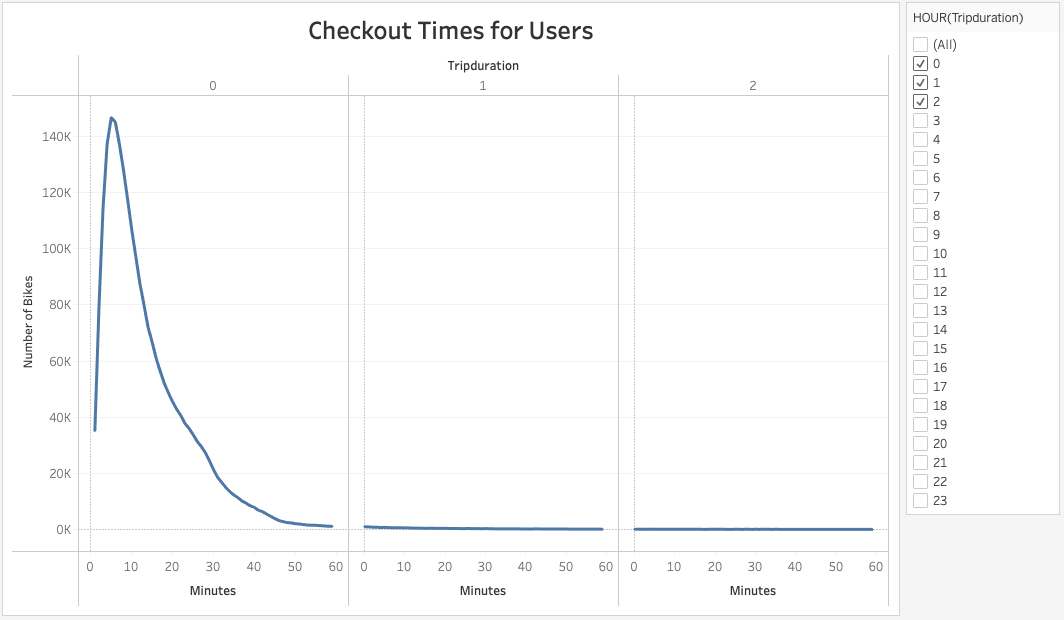 Checkout Times for Users
Tripduration
0 1 2
140K
120K
100K
80K
60K
40K
20K
0K
Number of Bikes
0 10 20 30 40 50 60 0 10 20 30 40 50 60 0 10 20 30 40 50 60
Minutes Minutes Minutes
HOUR(Tripduration)
(All)
0
1
2
3
4
5
6
7
8
9
10
11
12
13
14
15
16
17
18
19
20
21
22
23